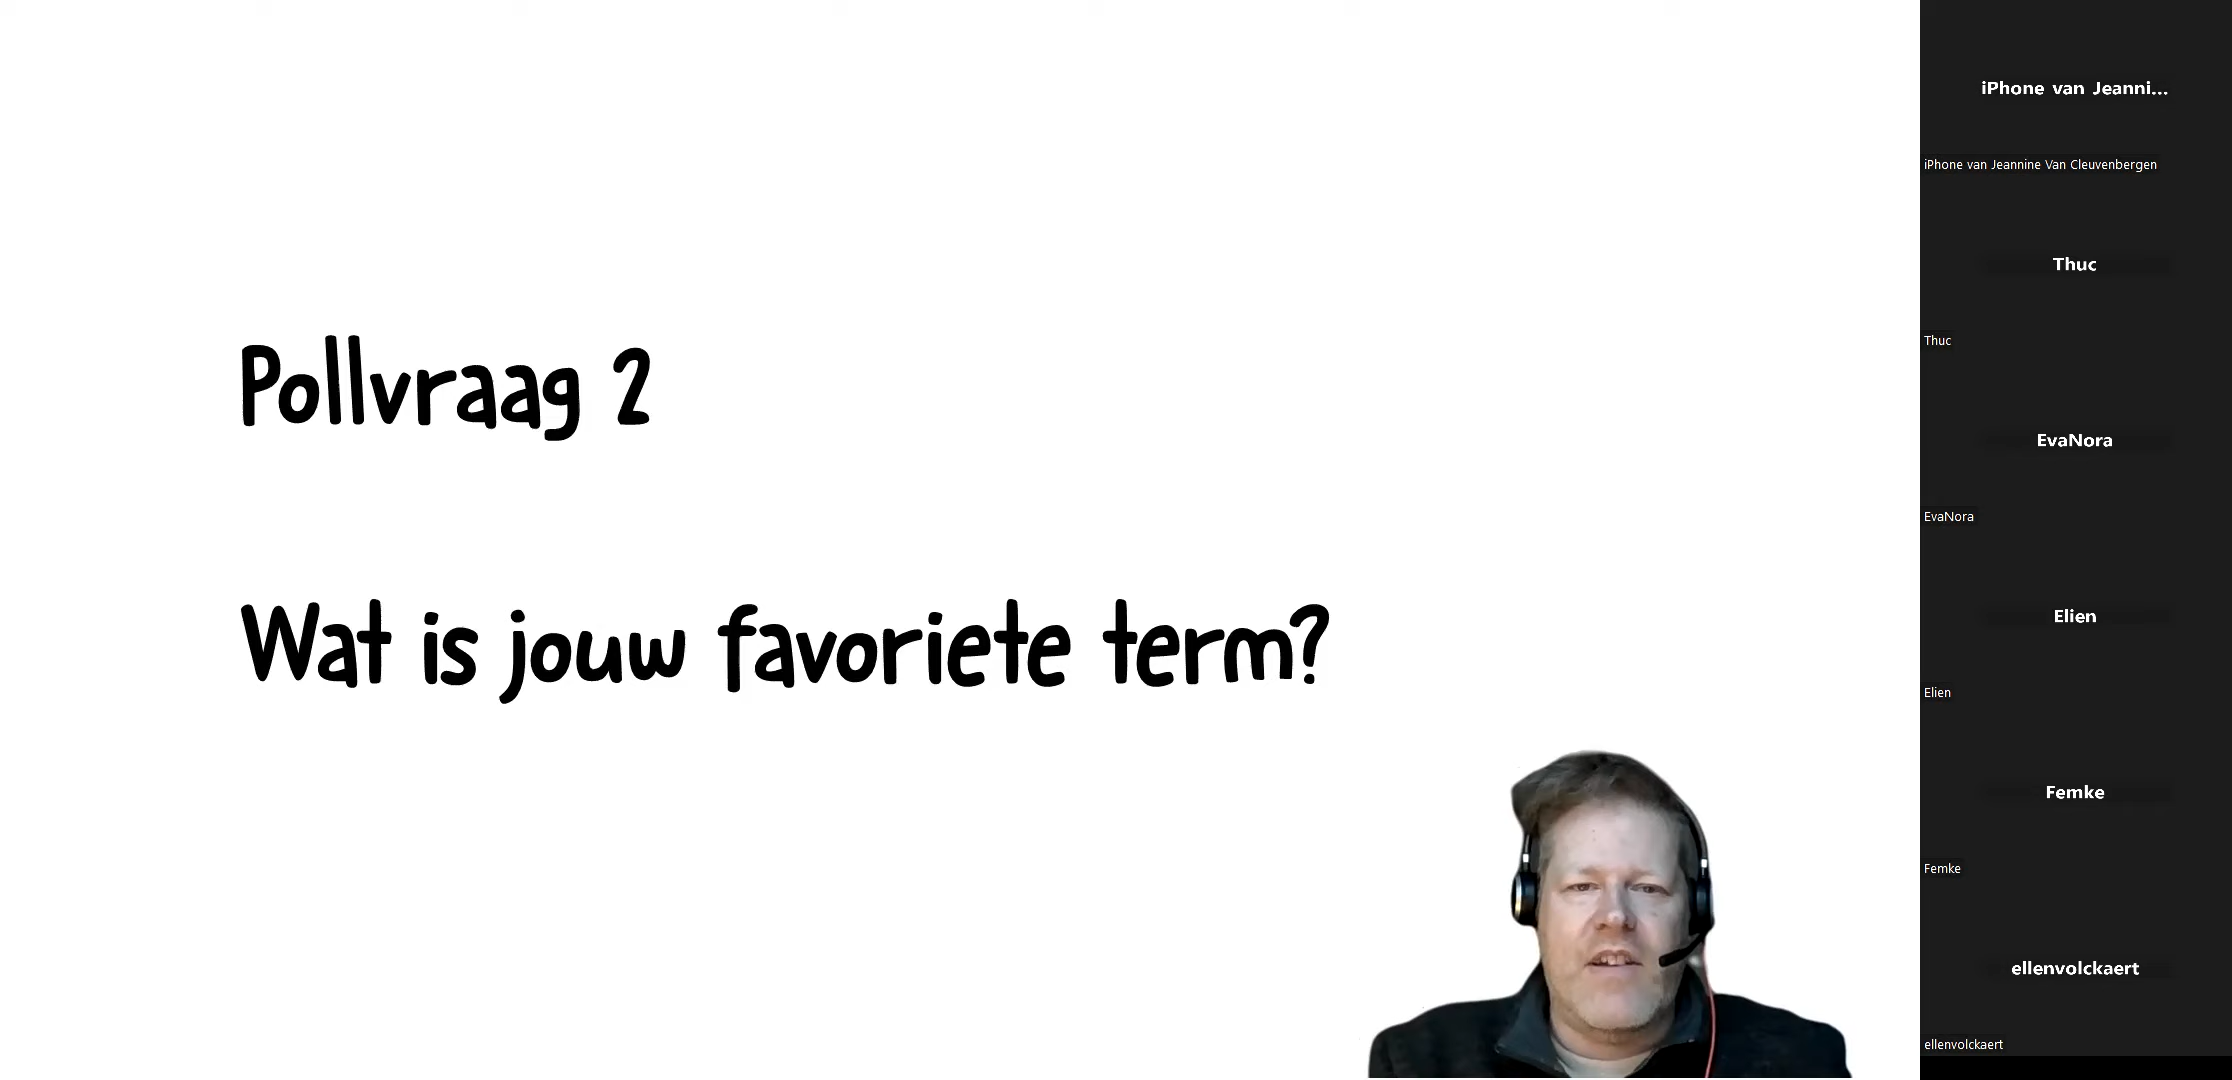 Pollvraag 2
Wat is jouw favoriete term?
iPhone van Jeanni...
iPhone van Jeannine Van Cleuvenbergen
Thuc
Thuc
EvaNora
EvaNora
Elien
Elien
Femke
Femke
ellenvolckaert
ellenvolckaert